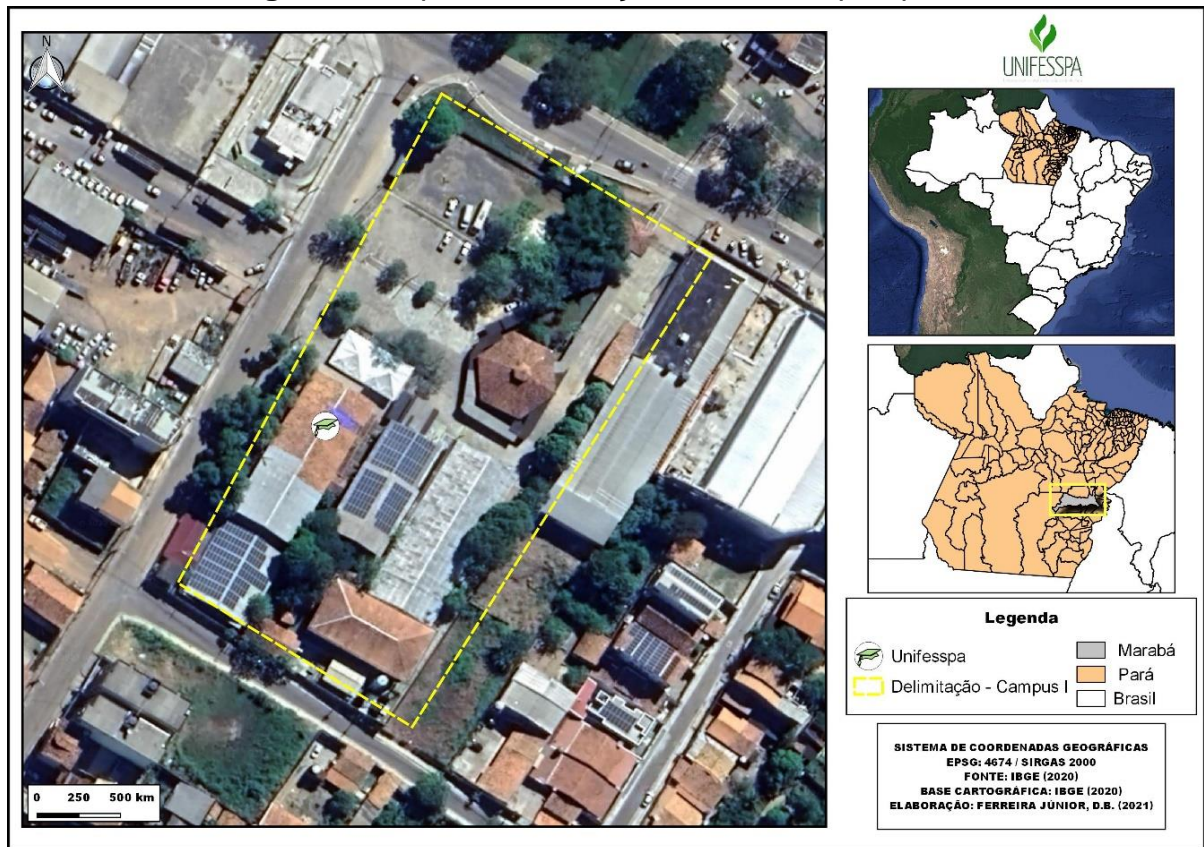 N
UNIFESSPA
Legenda
Unifesspa
Delimitação - Campus I
Marabá
Pará
Brasil
SISTEMA DE COORDENADAS GEOGRÁFICAS
EPSG: 4674 / SIRGAS 2000
FONTE: IBGE (2020)
BASE CARTOGRÁFICA: IBGE (2020)
ELABORAÇÃO: FERREIRA JÚNIOR, D.B. (2021)
0 250 500 km